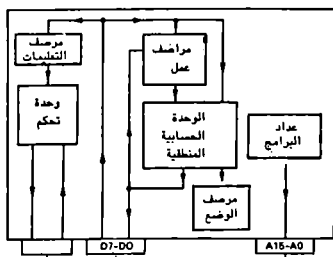 مرصف
التعليمات
وحدة
تحكم
مراصف
عمل
الوحدة
الحسابية
المنطقية
مرصف
الوضع
عداد
البرامج
D7-D0
A15-A0